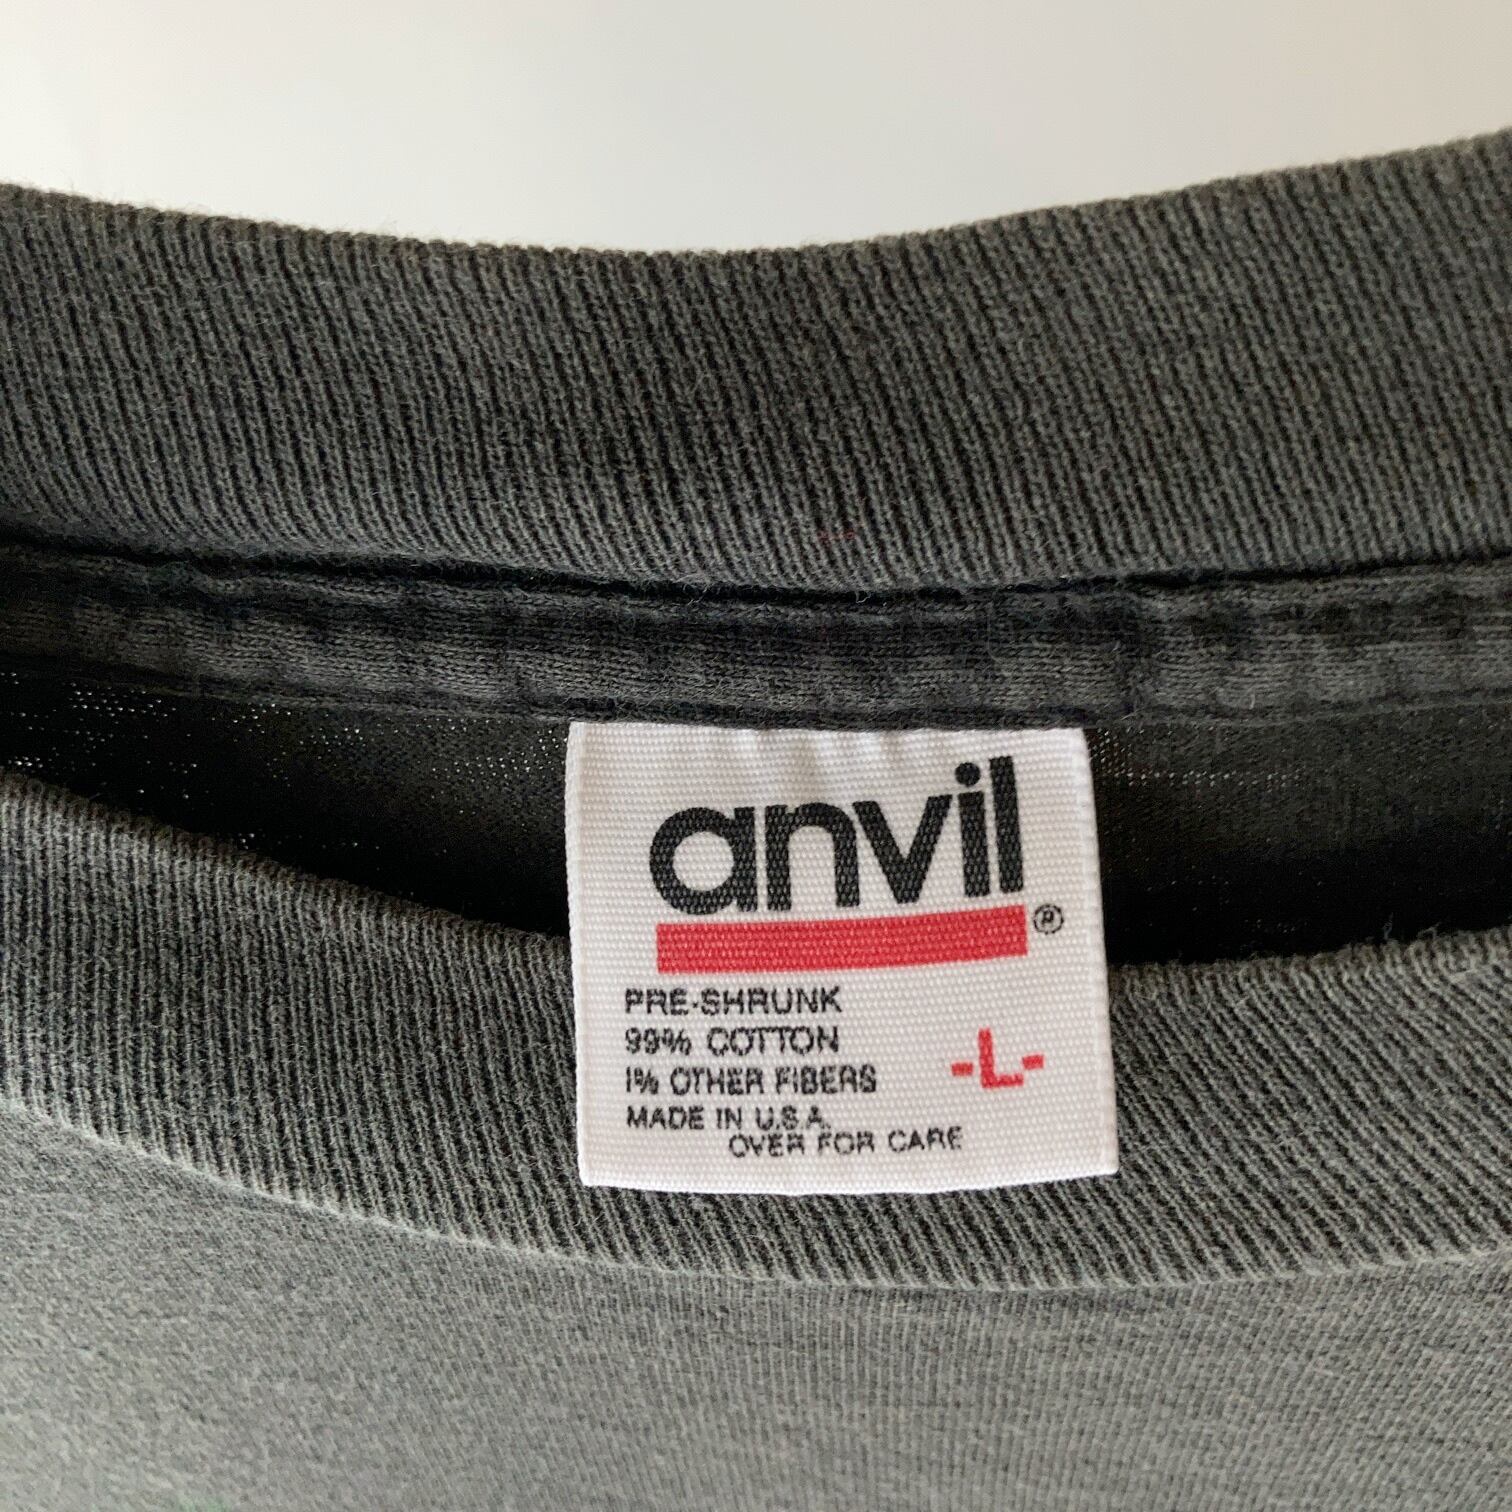 anvil
®
PRE-SHRUNK
99% COTTON
1% OTHER FIBERS
-L-
MADE IN U.S.A.
OVER FOR CARE